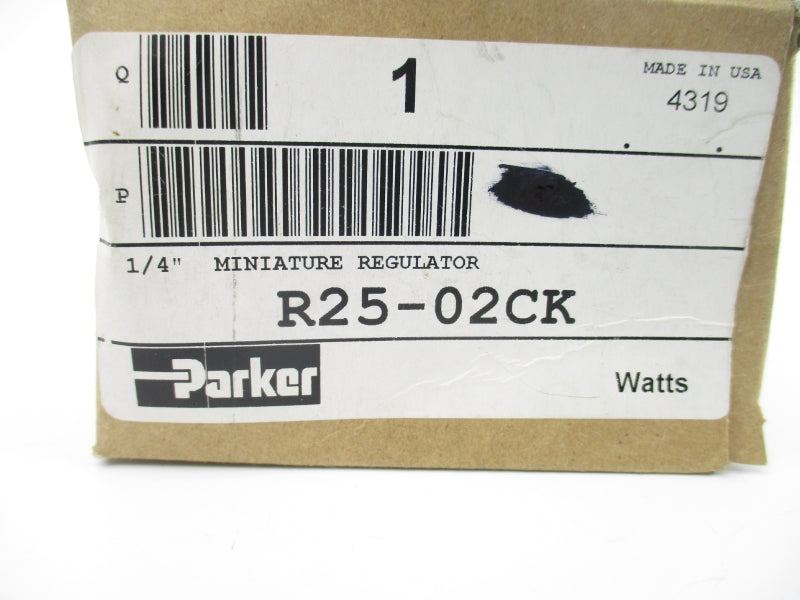 Q 1 MADE IN USA
4319
P
1/4" MINIATURE REGULATOR
R25-02CK
Parker Watts